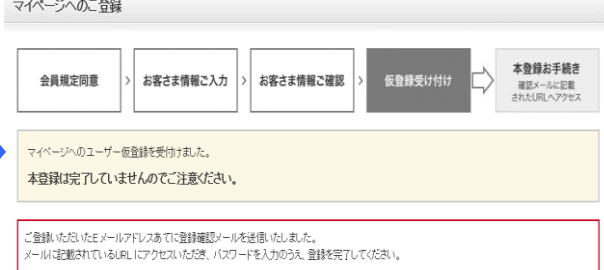 マイページへのご登録
会員規定同意
お客さま情報ご入力
お客さま情報ご確認
仮登録受け付け
本登録お手続き
確認メールに記載
されたURLへアクセス
マイページへのユーザー仮登録を受付けました。
本登録は完了していませんのでご注意ください。
ご登録いただいたEメールアドレスあてに登録確認メールを送信いたしました。
メールに記載されているURLにアクセスいただき、パスワードを入力のうえ、登録を完了してください。